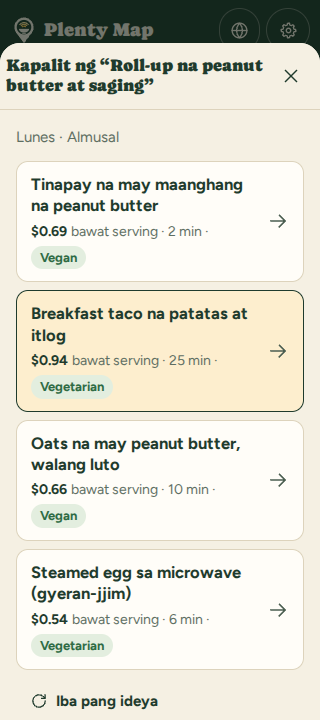 Plenty Map
Kapalit ng “Roll-up na peanut
butter at saging”
Lunes · Almusal
Tinapay na may maanghang
na peanut butter
$0.69 bawat serving · 2 min ·
Vegan
Breakfast taco na patatas at
itlog
$0.94 bawat serving · 25 min ·
Vegetarian
Oats na may peanut butter,
walang luto
$0.66 bawat serving · 10 min ·
Vegan
Steamed egg sa microwave
(gyeran-jjim)
$0.54 bawat serving · 6 min ·
Vegetarian
Iba pang ideya